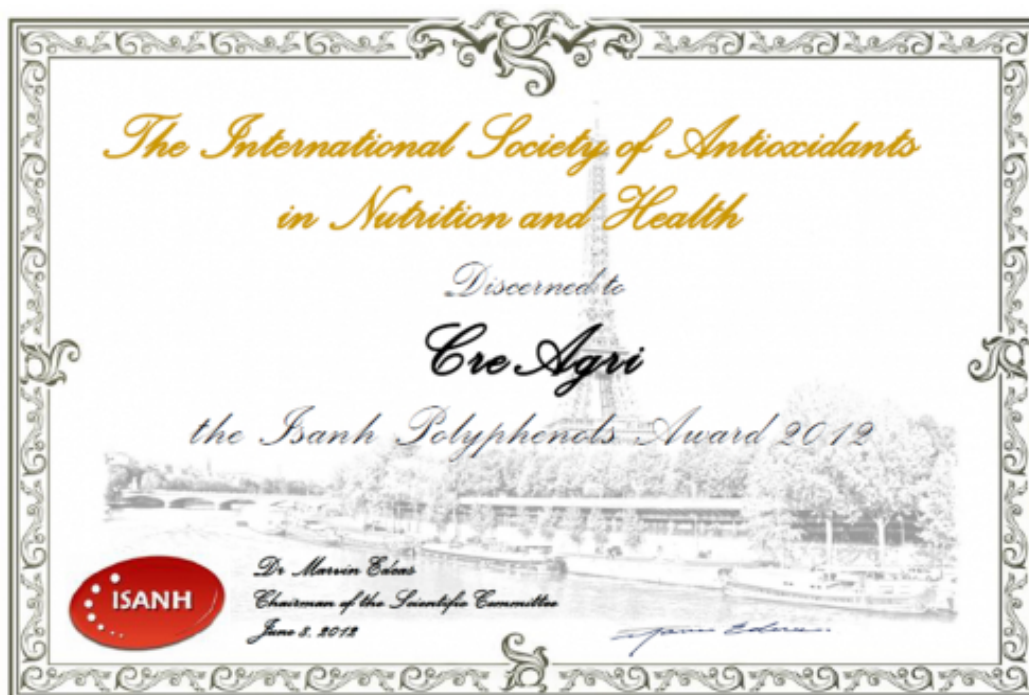 The International Society of Antioxidants
in Nutrition and Health
Discerned to
Cre Agri
the Isanh Polyphenols Award 2012
ISANH
Dr Marvin Edeas
Chairman of the Scientific Committee
June 8, 2012